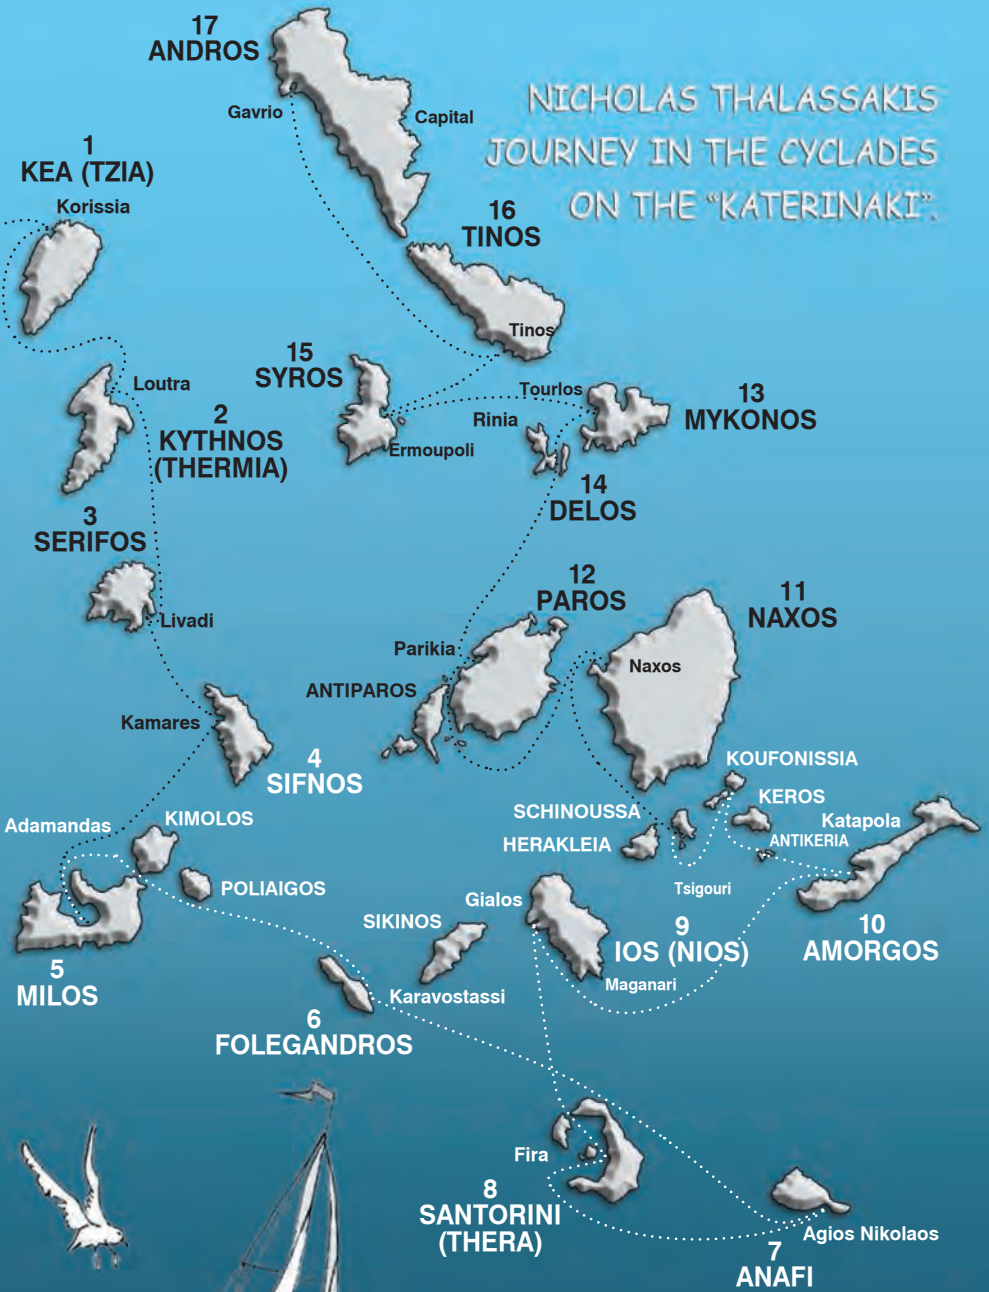 17
ANDROS
Gavrio
Capital
NICHOLAS THALASSAKIS
JOURNEY IN THE CYCLADES
ON THE “KATERINAKI”.
1
KEA (TZIA)
Korissia
16
TINOS
Tinos
15
SYROS
Ermoupoli
Loutra
2
KYTHNOS
(THERMIA)
Tourlos
Rinia
13
MYKONOS
14
DELOS
3
SERIFOS
Livadi
12
PAROS
Parikia
ANTIPAROS
11
NAXOS
Naxos
Kamares
4
SIFNOS
KOUFONISSIA
KEROS
Katapola
ANTIKERIA
SCHINOUSSA
HERAKLEIA
Tsigouri
Adamandas
KIMOLOS
POLIAIGOS
5
MILOS
SIKINOS
Karavostassi
Gialos
9
IOS (NIOS)
Maganari
10
AMORGOS
6
FOLEGANDROS
Fira
8
SANTORINI
(THERA)
Agios Nikolaos
7
ANAFI